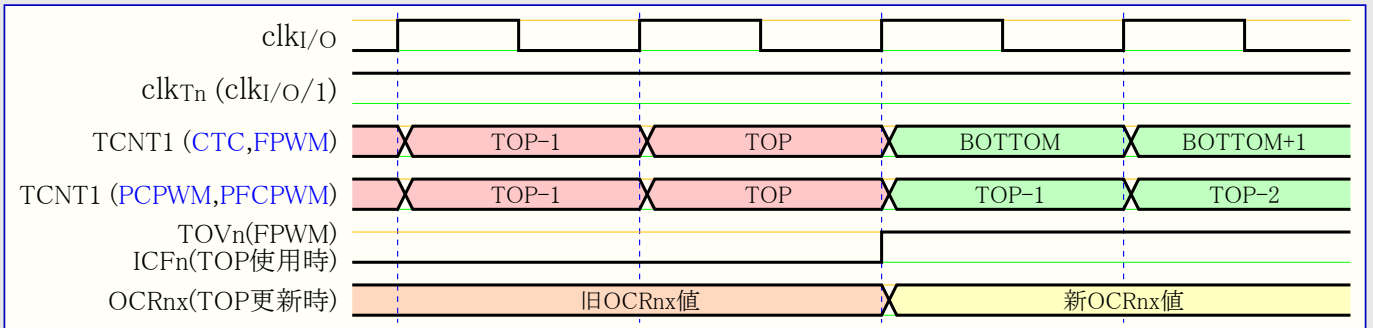 clkI/O
clkTn (clkI/O/1)
TCNT1 (CTC,FPWM) TOP-1 TOP BOTTOM BOTTOM+1
TCNT1 (PCPWM,PFCPWM) TOP-1 TOP TOP-1 TOP-2
TOVn(FPWM)
ICFn(TOP使用時)
OCRnx(TOP更新時) 旧OCRnx値 新OCRnx値